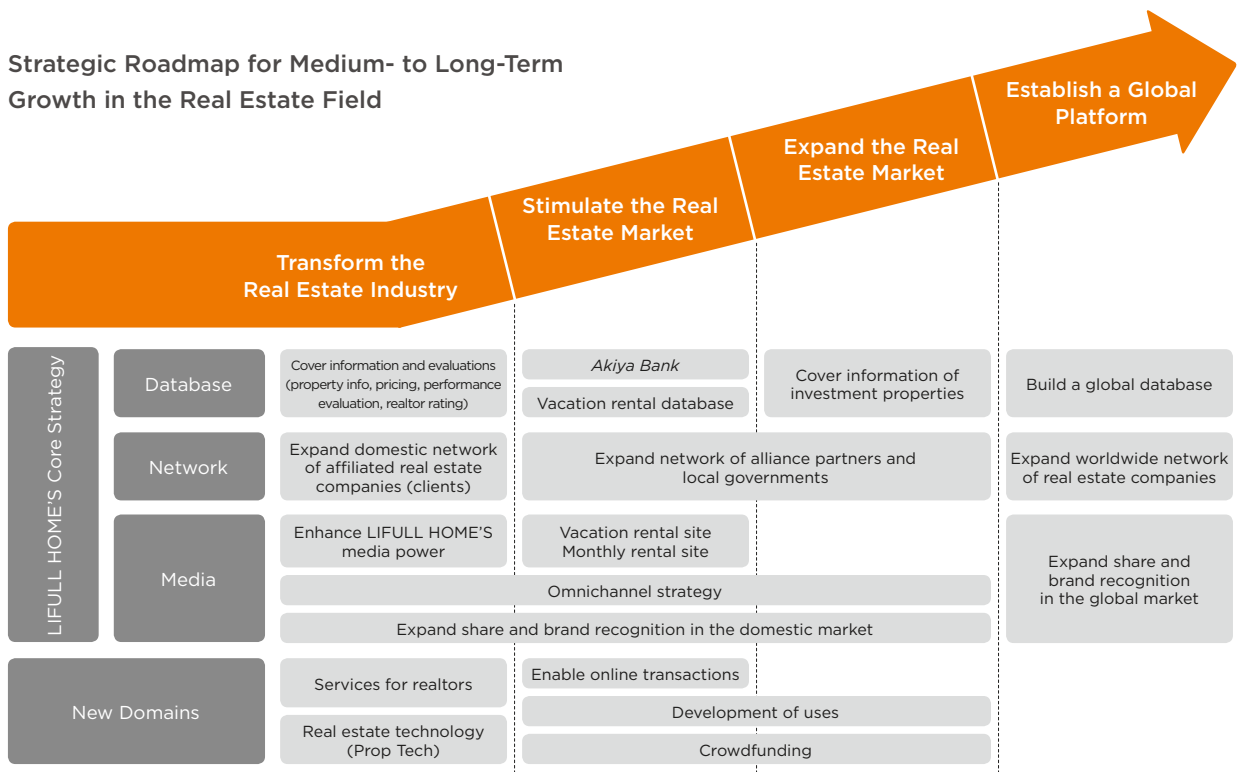 Strategic Roadmap for Medium- to Long-Term
Growth in the Real Estate Field
Establish a Global
Platform
Expand the Real
Estate Market
Stimulate the Real
Estate Market
Transform the
Real Estate Industry
LIFULL HOME'S Core Strategy
Database
Cover information and evaluations
(property info, pricing, performance
evaluation, realtor rating)
Akiya Bank
Vacation rental database
Cover information of
investment properties
Build a global database
Network
Expand domestic network
of affiliated real estate
companies (clients)
Expand network of alliance partners and
local governments
Expand worldwide network
of real estate companies
Media
Enhance LIFULL HOME'S
media power
Vacation rental site
Monthly rental site
Omnichannel strategy
Expand share and brand recognition in the domestic market
Expand share and
brand recognition
in the global market
New Domains
Services for realtors
Real estate technology
(Prop Tech)
Enable online transactions
Development of uses
Crowdfunding